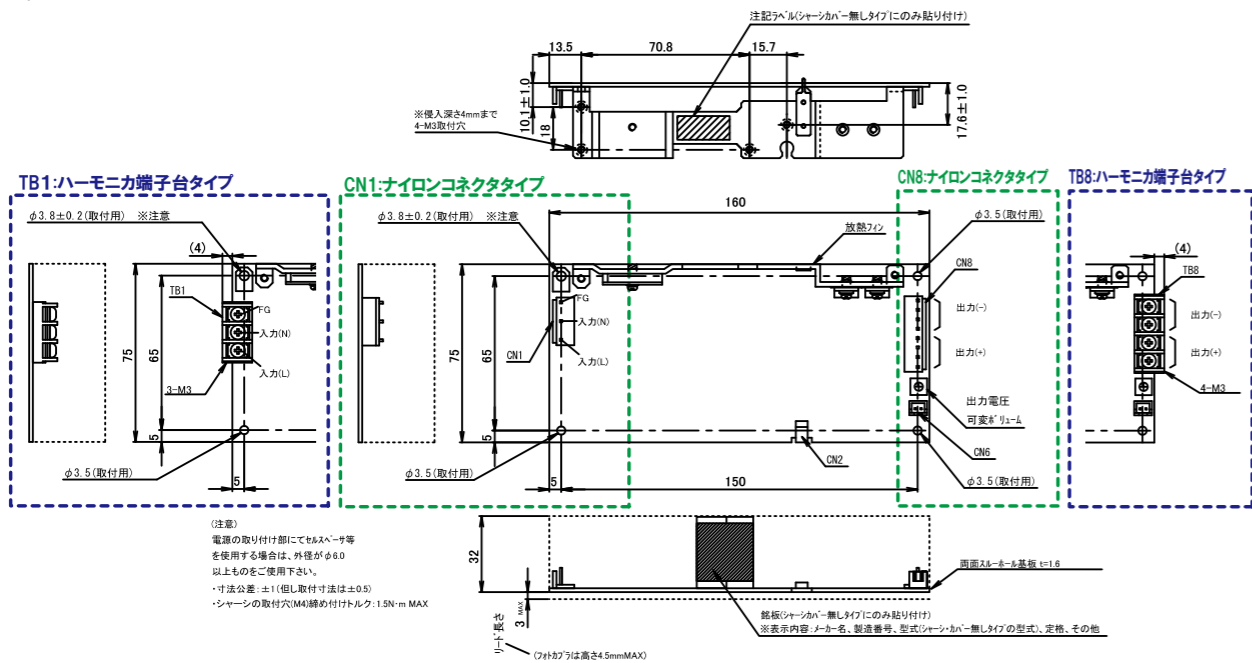 注記ラベル(シャーシカバー無しタイプにのみ貼り付け)
13.5
70.8
15.7
10.1±1.0
18
17.6±1.0
※侵入深さ4mmまで
4-M3取付穴
TB1:ハーモニカ端子台タイプ
φ3.8±0.2(取付用) ※注意
(4)
TB1
FG
入力(N)
入力(L)
75
65
5
3-M3
φ3.5(取付用)
5
CN1:ナイロンコネクタタイプ
φ3.8±0.2(取付用) ※注意
160
放熱フィン
FG
入力(N)
入力(L)
CN1
75
65
5
φ3.5(取付用)
5
150
CN2
CN8:ナイロンコネクタタイプ
φ3.5(取付用)
CN8
出力(-)
出力(+)
出力電圧
可変ボリューム
CN6
φ3.5(取付用)
TB8:ハーモニカ端子台タイプ
(4)
TB8
出力(-)
出力(+)
4-M3
(注意)
電源の取り付け部にてセルスペーサ等
を使用する場合は、外径がφ6.0
以上ものをご使用下さい。
・寸法公差:±1(但し取付寸法は±0.5)
・シャーシの取付穴(M4)締め付けトルク:1.5N・m MAX
32
3 MAX
リード長さ
(フォトカプラは高さ4.5mmMAX)
両面スルーホール基板 t=1.6
銘板(シャーシカバー無しタイプにのみ貼り付け)
※表示内容:メーカー名、製造番号、型式(シャーシ・カバー無しタイプの型式)、定格、その他